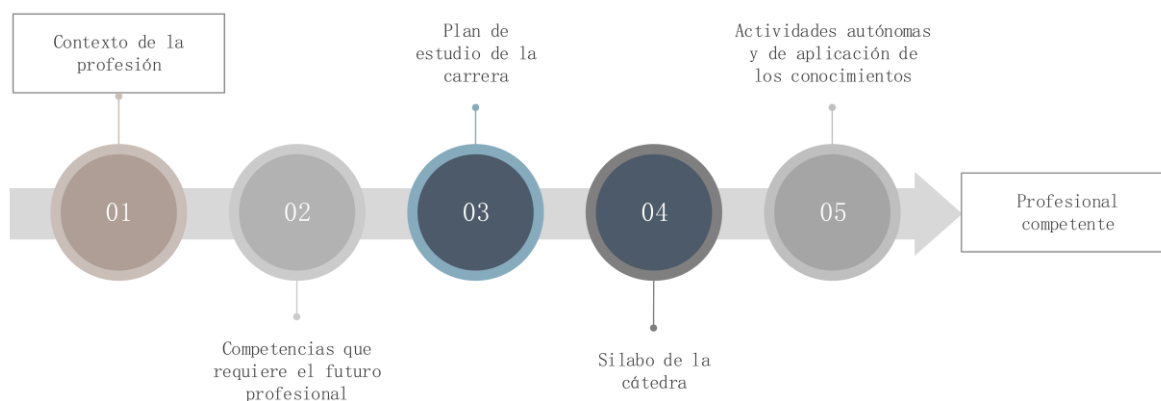 Contexto de la
profesión
01
02
Competencias que
requiere el futuro
profesional
Plan de
estudio de la
carrera
03
04
Silabo de la
cátedra
Actividades autónomas
y de aplicación de
los conocimientos
05
Profesional
competente